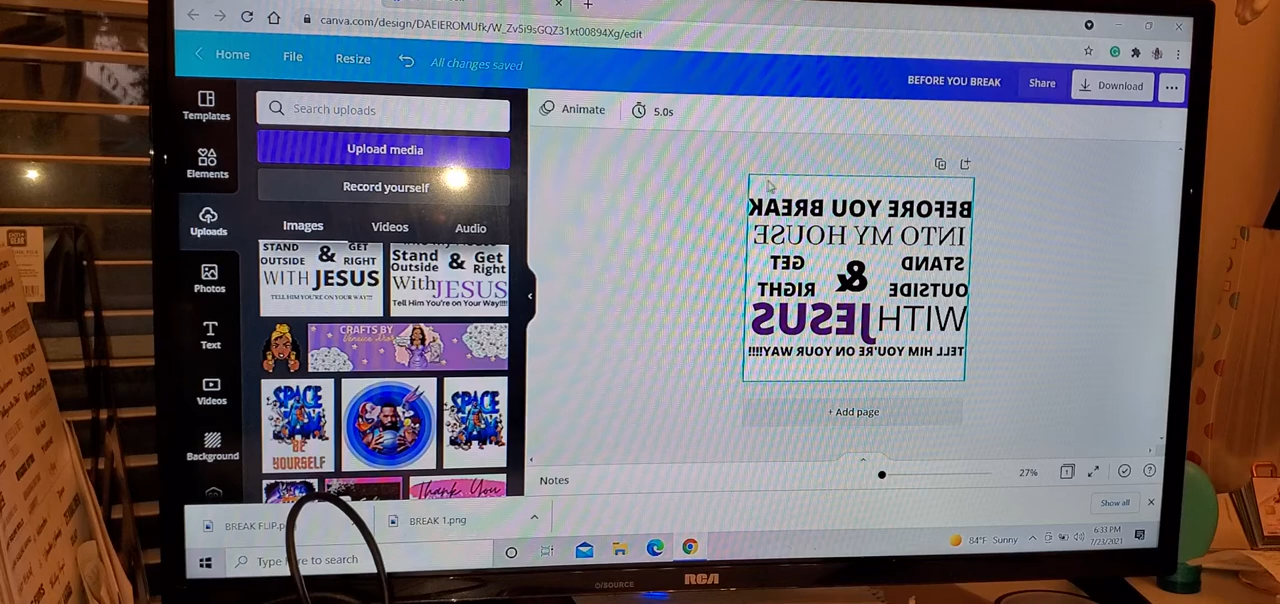 canva.com/design/DAEIEROMUfk/W_Zv5i9sGQZ31xt00894Xg/edit
Home File Resize All changes saved
BEFORE YOU BREAK Share Download
Templates
Elements
Uploads
Photos
Text
Videos
Background
Search uploads
Upload media
Record yourself
Images Videos Audio
STAND OUTSIDE & GET RIGHT
WITH JESUS
TELL HIM YOU'RE ON YOUR WAY!!!!
Stand Outside & Get Right
With JESUS
Tell Him You're on Your Way!!!!
CRAFTS BY
SPACE JAM
BE
YOURSELF
SPACE JAM
Thank You
Animate 5.0s
BEFORE YOU BREAK
INTO MY HOUSE
STAND GET
&
OUTSIDE RIGHT
WITH JESUS
TELL HIM YOU'RE ON YOUR WAY!!!!
+ Add page
Notes
27%
1
BREAK FLIP.p
BREAK 1.png
Show all
Type here to search
84°F Sunny
6:33 PM
7/23/2021
/SOURCE
RCA